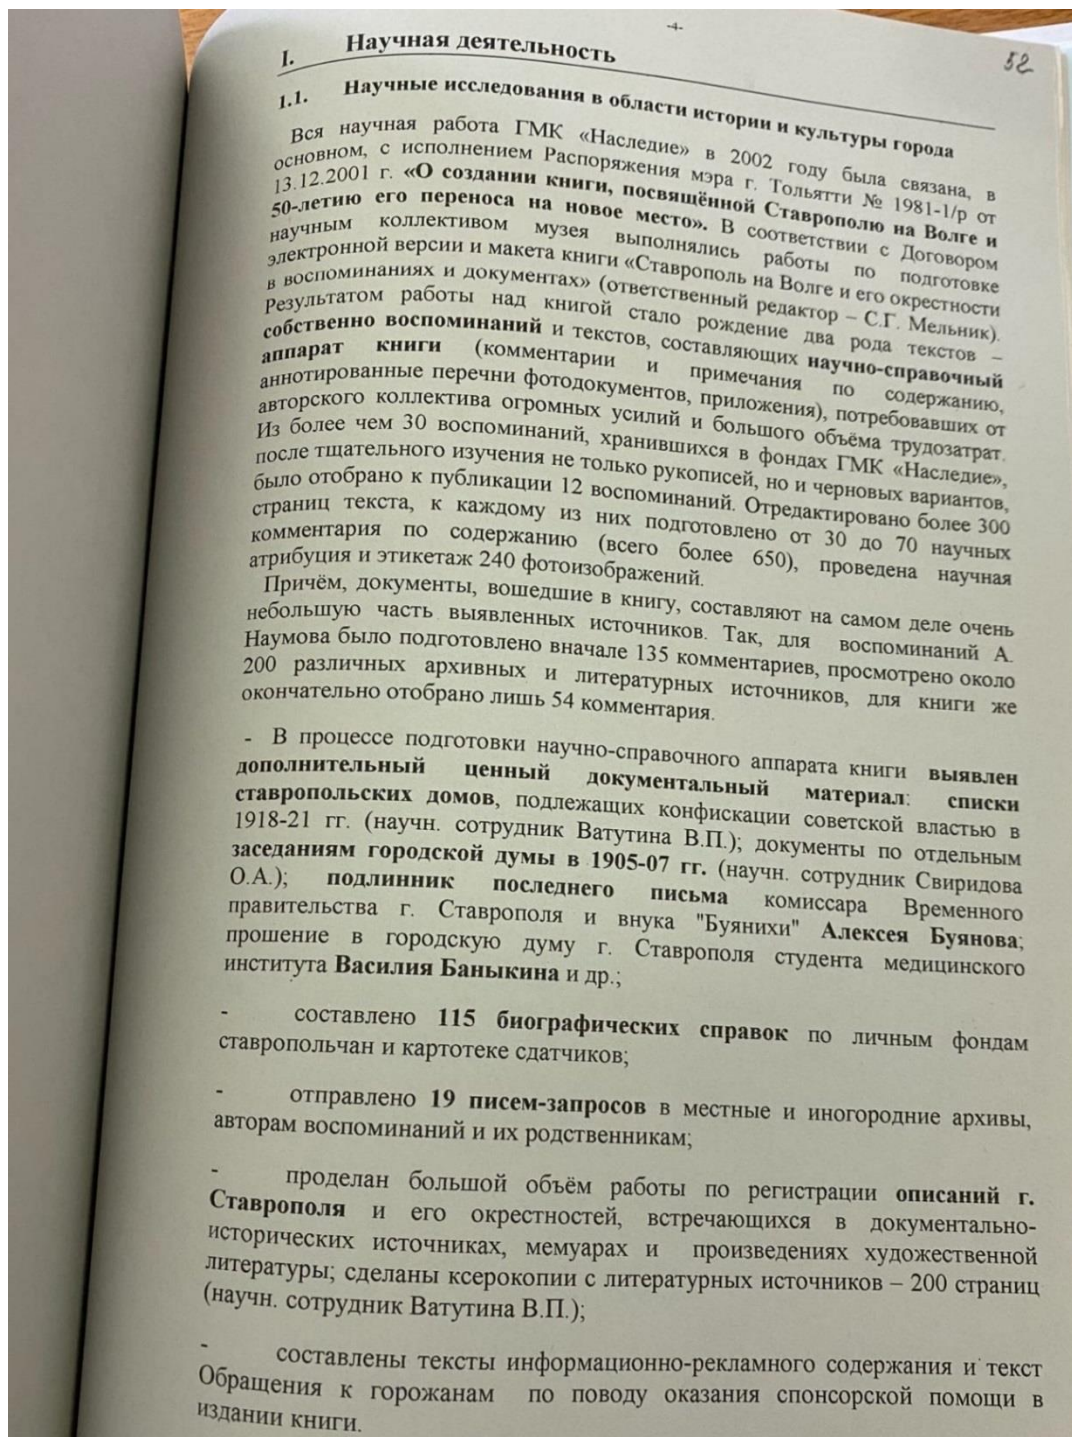 -4-
52
I. Научная деятельность
1.1. Научные исследования в области истории и культуры города
Вся научная работа ГМК «Наследие» в 2002 году была связана, в
основном, с исполнением Распоряжения мэра г. Тольятти № 1981-1/р от
13.12.2001 г. «О создании книги, посвящённой Ставрополю на Волге и
50-летию его переноса на новое место». В соответствии с Договором
научным коллективом музея выполнялись работы по подготовке
электронной версии и макета книги «Ставрополь на Волге и его окрестности
в воспоминаниях и документах» (ответственный редактор – С.Г. Мельник).
Результатом работы над книгой стало рождение два рода текстов –
собственно воспоминаний и текстов, составляющих научно-справочный
аппарат книги (комментарии и примечания по содержанию,
аннотированные перечни фотодокументов, приложения), потребовавших от
авторского коллектива огромных усилий и большого объёма трудозатрат.
Из более чем 30 воспоминаний, хранившихся в фондах ГМК «Наследие»,
после тщательного изучения не только рукописей, но и черновых вариантов,
было отобрано к публикации 12 воспоминаний. Отредактировано более 300
страниц текста, к каждому из них подготовлено от 30 до 70 научных
комментария по содержанию (всего более 650), проведена научная
атрибуция и этикетаж 240 фотоизображений.
Причём, документы, вошедшие в книгу, составляют на самом деле очень
небольшую часть выявленных источников. Так, для воспоминий А.
Наумова было подготовлено вначале 135 комментариев, просмотрено около
200 различных архивных и литературных источников, для книги же
окончательно отобрано лишь 54 комментария.
- В процессе подготовки научно-справочного аппарата книги выявлен
дополнительный ценный документальный материал: списки
ставропольских домов, подлежащих конфискации советской властью в
1918-21 гг. (научн. сотрудник Ватутина В.П.); документы по отдельным
заседаниям городской думы в 1905-07 гг. (научн. сотрудник Свиридова
О.А.); подлинник последнего письма комиссара Временного
правительства г. Ставрополя и внука "Буянихи" Алексея Буянова;
прошение в городскую думу г. Ставрополя студента медицинского
института Василия Баныкина и др.;
- составлено 115 биографических справок по личным фондам
ставропольчан и картотеке сдатчиков;
- отправлено 19 писем-запросов в местные и иногородние архивы,
авторам воспоминаний и их родственникам;
- проделан большой объём работы по регистрации описаний г.
Ставрополя и его окрестностей, встречающихся в документально-
исторических источниках, мемуарах и произведениях художественной
литературы; сделаны ксерокопии с литературных источников – 200 страниц
(научн. сотрудник Ватутина В.П.);
- составлены тексты информационно-рекламного содержания и текст
Обращения к горожанам по поводу оказания спонсорской помощи в
издании книги.